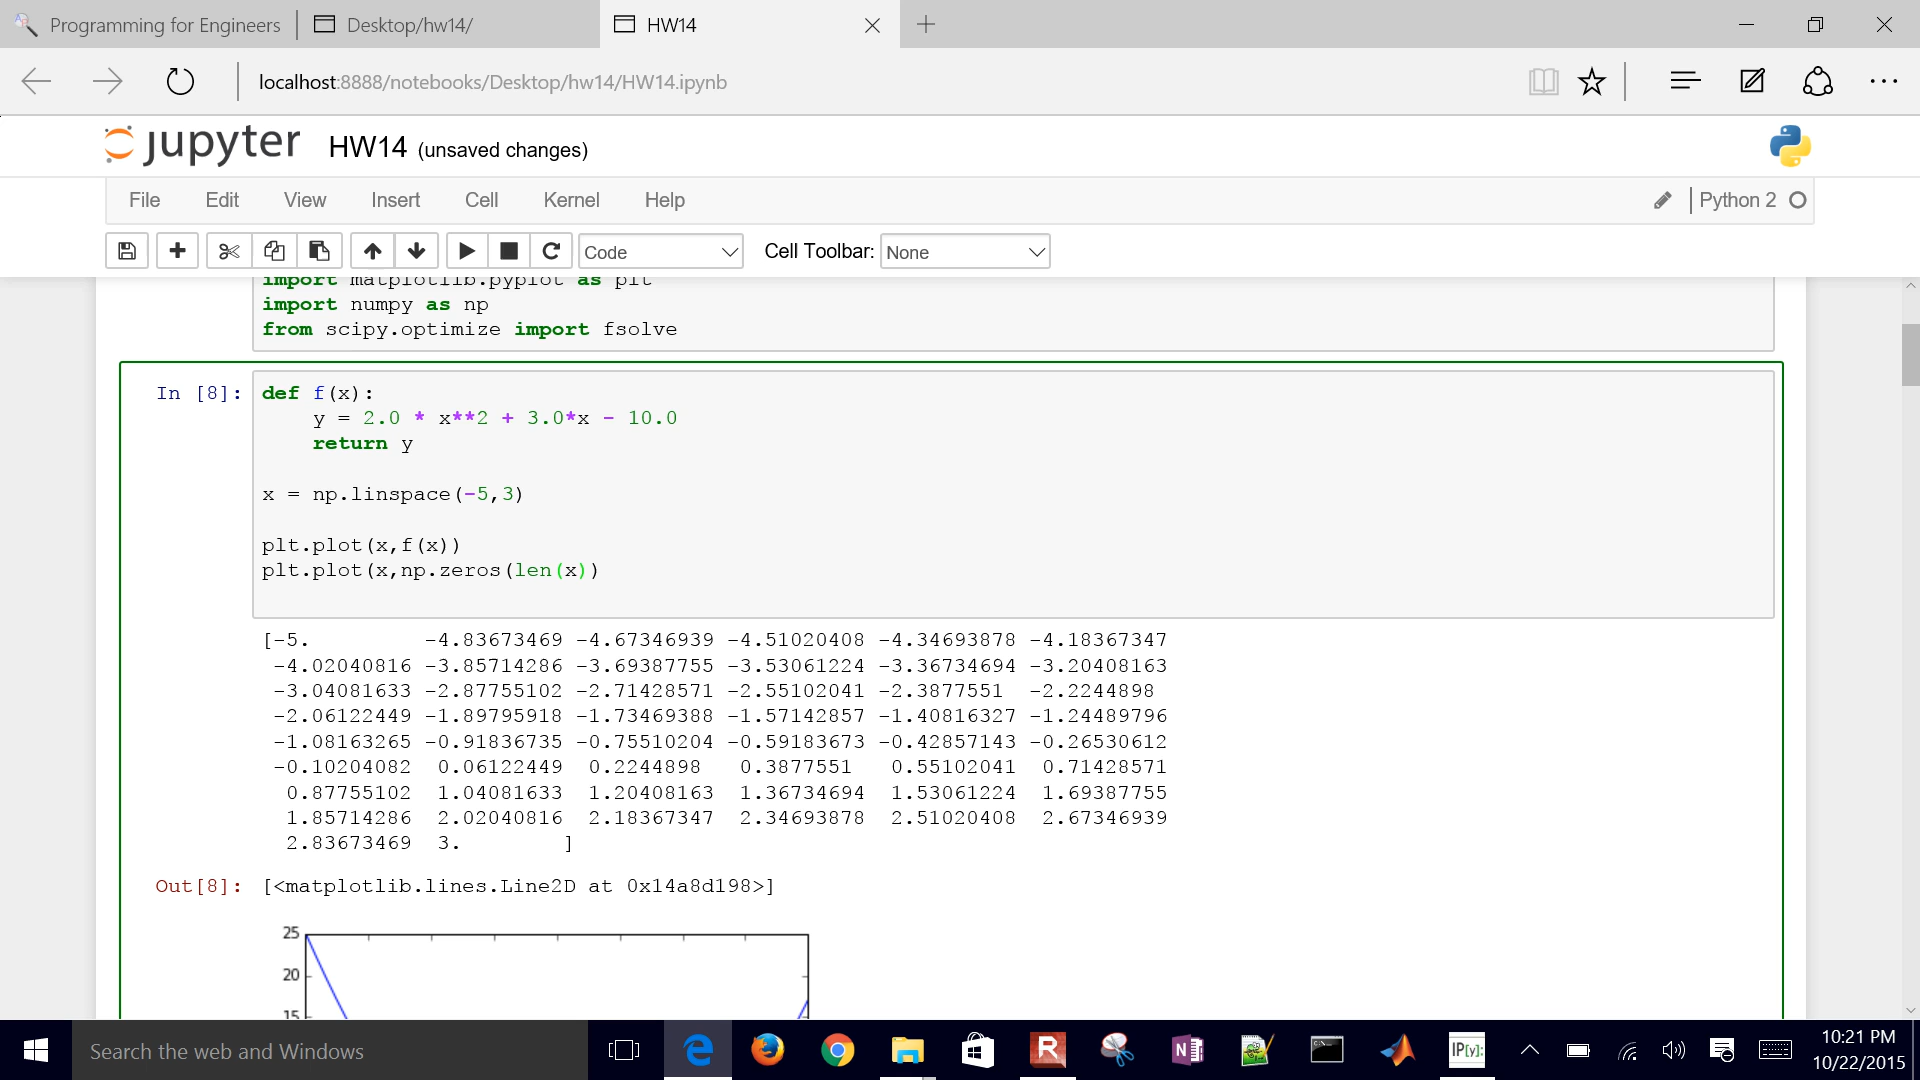 Programming for Engineers
Desktop/hw14/
HW14
localhost:8888/notebooks/Desktop/hw14/HW14.ipynb
jupyter HW14 (unsaved changes)
File Edit View Insert Cell Kernel Help Python 2
Code Cell Toolbar: None
import matplotlib.pyplot as plt
import numpy as np
from scipy.optimize import fsolve
In [8]: def f(x):
y = 2.0 * x**2 + 3.0*x - 10.0
return y
x = np.linspace(-5,3)
plt.plot(x,f(x))
plt.plot(x,np.zeros(len(x))
[-5. -4.83673469 -4.67346939 -4.51020408 -4.34693878 -4.18367347
-4.02040816 -3.85714286 -3.69387755 -3.53061224 -3.36734694 -3.20408163
-3.04081633 -2.87755102 -2.71428571 -2.55102041 -2.3877551 -2.2244898
-2.06122449 -1.89795918 -1.73469388 -1.57142857 -1.40816327 -1.24489796
-1.08163265 -0.91836735 -0.75510204 -0.59183673 -0.42857143 -0.26530612
-0.10204082 0.06122449 0.2244898 0.3877551 0.55102041 0.71428571
0.87755102 1.04081633 1.20408163 1.36734694 1.53061224 1.69387755
1.85714286 2.02040816 2.18367347 2.34693878 2.51020408 2.67346939
2.83673469 3. ]
Out[8]: [<matplotlib.lines.Line2D at 0x14a8d198>]
25
20
15
Search the web and Windows
IP[y]:
10:21 PM
10/22/2015